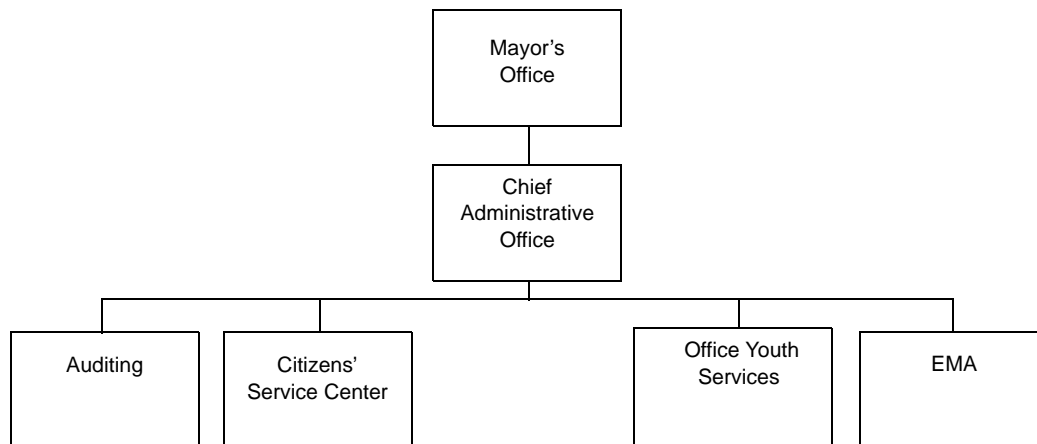 Mayor’s
Office
Chief
Administrative
Office
Auditing
Citizens’
Service Center
Office Youth
Services
EMA